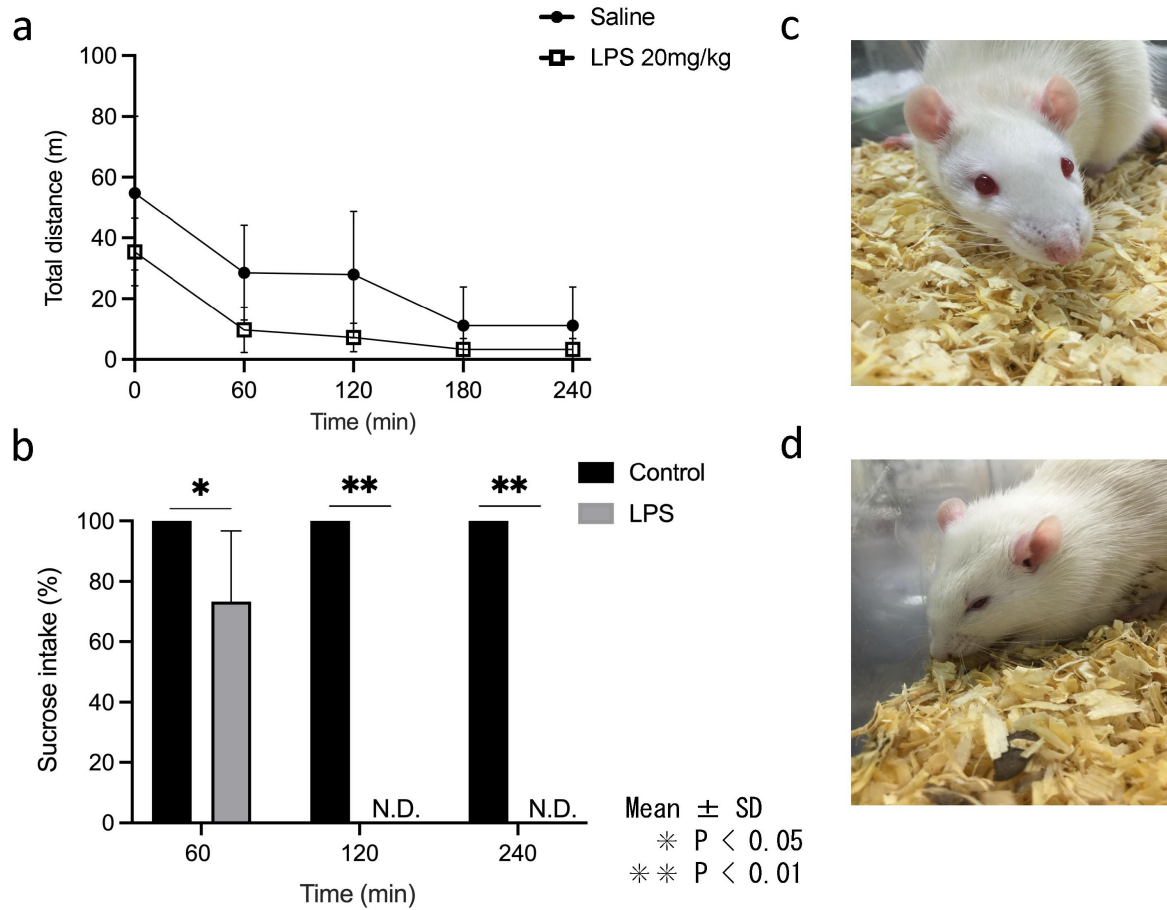 a
Saline
LPS 20mg/kg
100
80
60
40
20
0
Total distance (m)
0 60 120 180 240
Time (min)
b
Control
LPS
* ** **
100
80
60
40
20
0
Sucrose intake (%)
N.D. N.D.
60 120 240
Time (min)
Mean ± SD
* P < 0.05
** P < 0.01
c
d